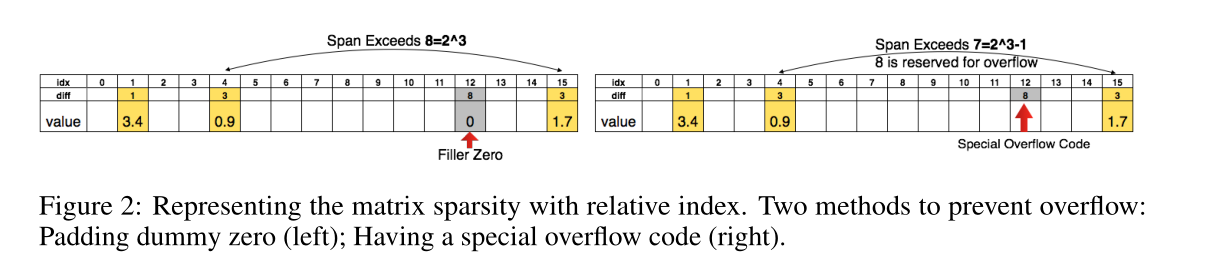 Span Exceeds 8=2^3
idx 0 1 2 3 4 5 6 7 8 9 10 11 12 13 14 15
diff 1 3 8 3
value 3.4 0.9 0 1.7
Filler Zero
Span Exceeds 7=2^3-1
8 is reserved for overflow
idx 0 1 2 3 4 5 6 7 8 9 10 11 12 13 14 15
diff 1 3 8 3
value 3.4 0.9 1.7
Special Overflow Code
Figure 2: Representing the matrix sparsity with relative index. Two methods to prevent overflow:
Padding dummy zero (left); Having a special overflow code (right).